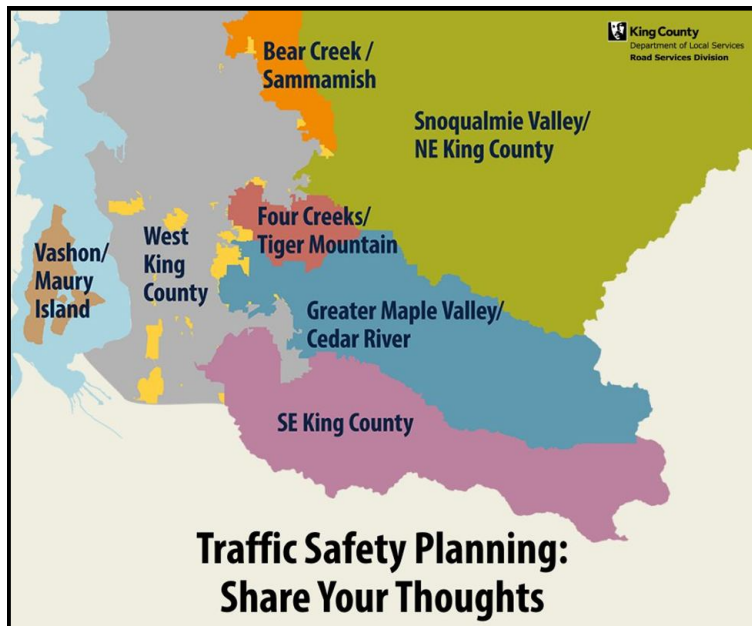 King County
Department of Local Services
Road Services Division
Bear Creek /
Sammamish
Snoqualmie Valley/
NE King County
Four Creeks/
Tiger Mountain
West
King
County
Vashon/
Maury
Island
Greater Maple Valley/
Cedar River
SE King County
Traffic Safety Planning:
Share Your Thoughts